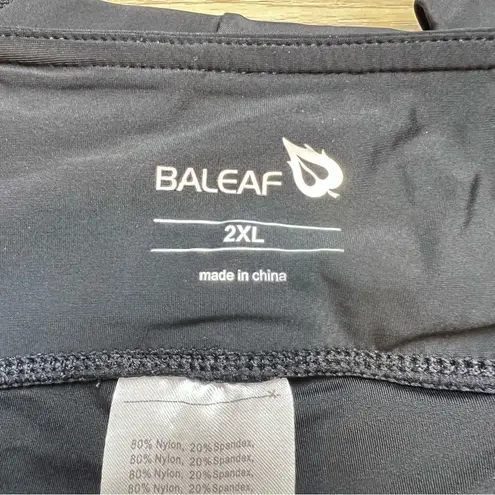 BALEAF
2XL
made in china
80% Nylon, 20% Spandex,
80% Nylon, 20% Spandex,
80% Nylon, 20% Spandex,
80% Nylon, 20% Spandex,